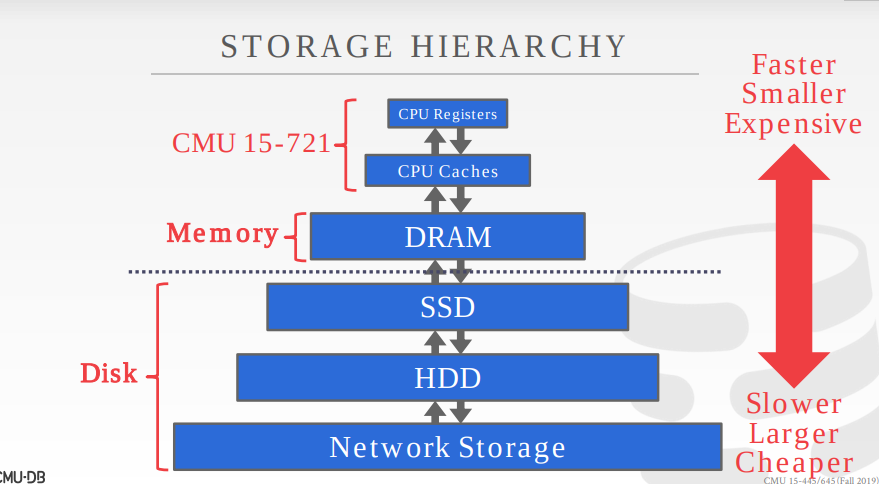 STORAGE HIERARCHY
Faster
Smaller
Expensive
CPU Registers
CMU 15-721
CPU Caches
Memory
DRAM
SSD
Disk
HDD
Slower
Larger
Cheaper
Network Storage
CMU·DB
CMU 15-445/645 (Fall 2019)